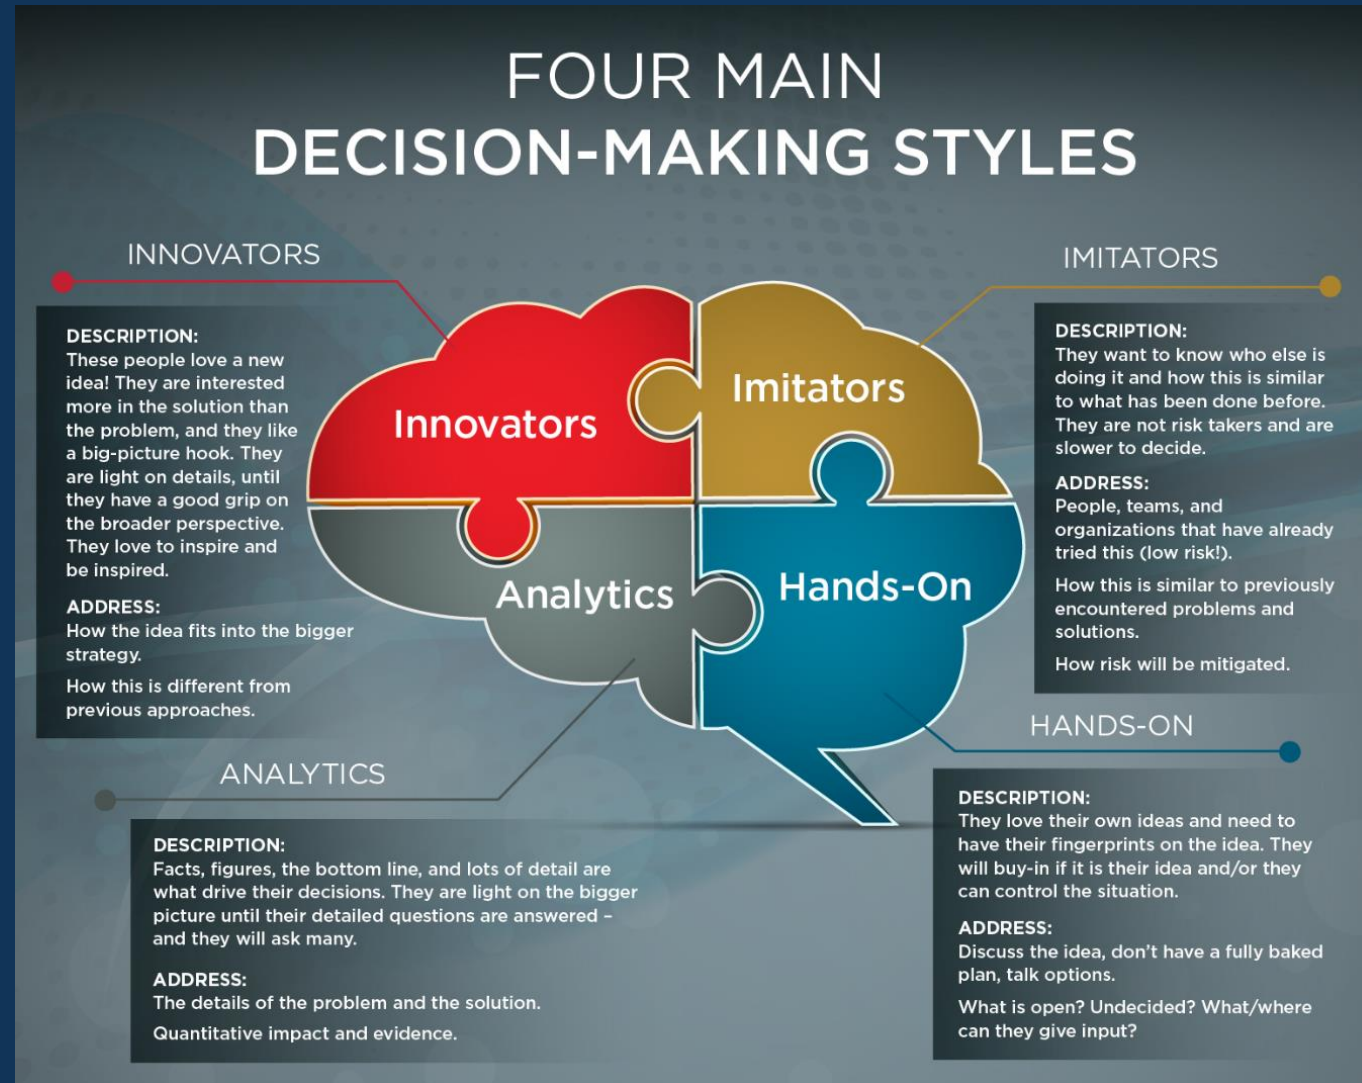 FOUR MAIN
DECISION-MAKING STYLES
INNOVATORS
DESCRIPTION:
These people love a new
idea! They are interested
more in the solution than
the problem, and they like
a big-picture hook. They
are light on details, until
they have a good grip on
the broader perspective.
They love to inspire and
be inspired.
ADDRESS:
How the idea fits into the bigger
strategy.
How this is different from
previous approaches.
IMITATORS
DESCRIPTION:
They want to know who else is
doing it and how this is similar
to what has been done before.
They are not risk takers and are
slower to decide.
ADDRESS:
People, teams, and
organizations that have already
tried this (low risk!).
How this is similar to previously
encountered problems and
solutions.
How risk will be mitigated.
Innovators
Imitators
Analytics
Hands-On
ANALYTICS
DESCRIPTION:
Facts, figures, the bottom line, and lots of detail are
what drive their decisions. They are light on the bigger
picture until their detailed questions are answered –
and they will ask many.
ADDRESS:
The details of the problem and the solution.
Quantitative impact and evidence.
HANDS-ON
DESCRIPTION:
They love their own ideas and need to
have their fingerprints on the idea. They
will buy-in if it is their idea and/or they
can control the situation.
ADDRESS:
Discuss the idea, don't have a fully baked
plan, talk options.
What is open? Undecided? What/where
can they give input?